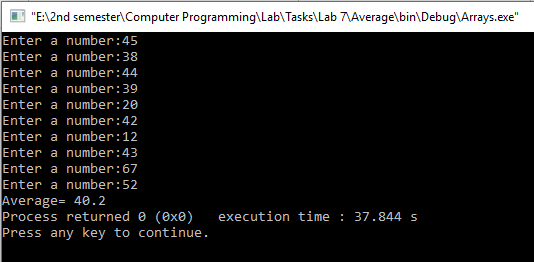 "E:\2nd semester\Computer Programming\Lab\Tasks\Lab 7\Average\bin\Debug\Arrays.exe"
Enter a number:45
Enter a number:38
Enter a number:44
Enter a number:39
Enter a number:20
Enter a number:42
Enter a number:12
Enter a number:43
Enter a number:67
Enter a number:52
Average= 40.2
Process returned 0 (0x0)   execution time : 37.844 s
Press any key to continue.